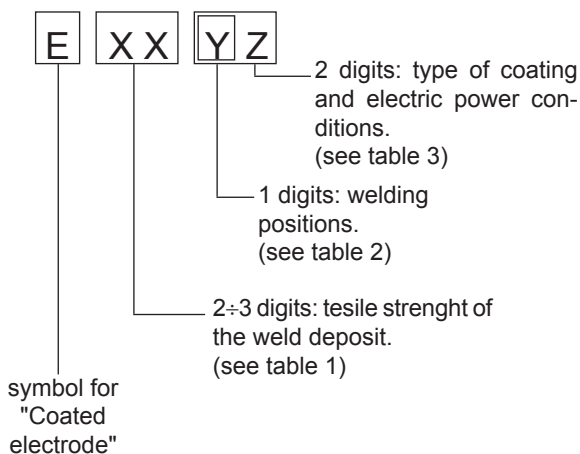 E XX YZ
2 digits: type of coating
and electric power con-
ditions.
(see table 3)
1 digits: welding
positions.
(see table 2)
2÷3 digits: tesile strenght of
the weld deposit.
(see table 1)
symbol for
"Coated
electrode"